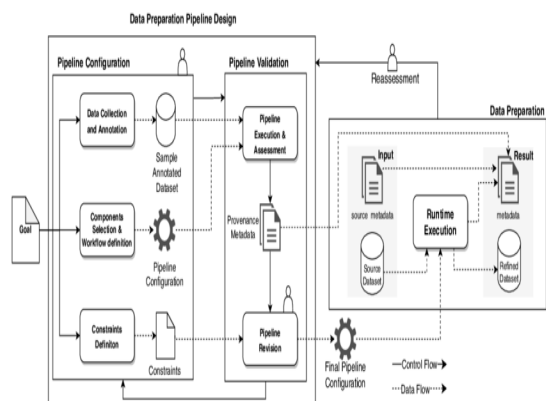 Data Preparation Pipeline Design
Pipeline Configuration
Pipeline Validation
Reassessment
Data Collection
and Annotation
Sample
Annotated
Dataset
Pipeline
Execution &
Assessment
Data Preparation
Input
Result
source metadata
metadata
Goal
Components
Selection &
Workflow definition
Pipeline
Configuration
Provenance
Metadata
Runtime
Execution
Source
Dataset
Refined
Dataset
Constraints
Definiton
Constraints
Pipeline
Revision
Final Pipeline
Configuration
Control Flow
Data Flow